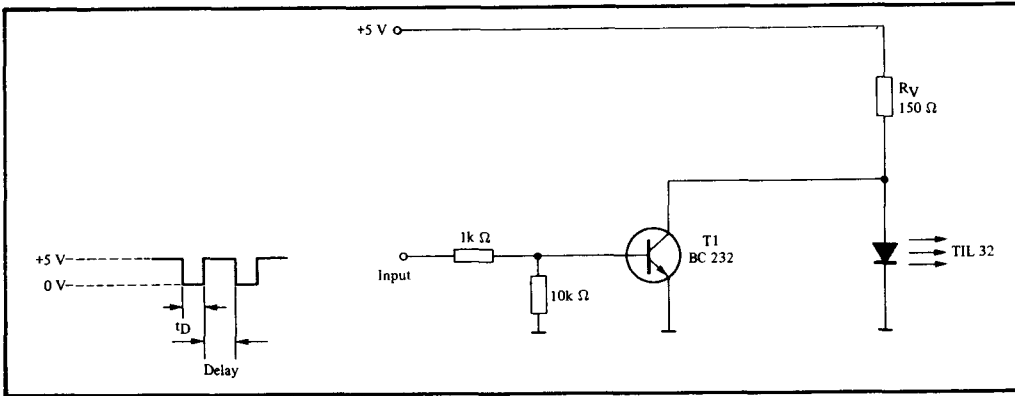 +5 V
RV
150 Ω
T1
BC 232
TIL 32
1k Ω
Input
10k Ω
+5 V
0 V
tD
Delay